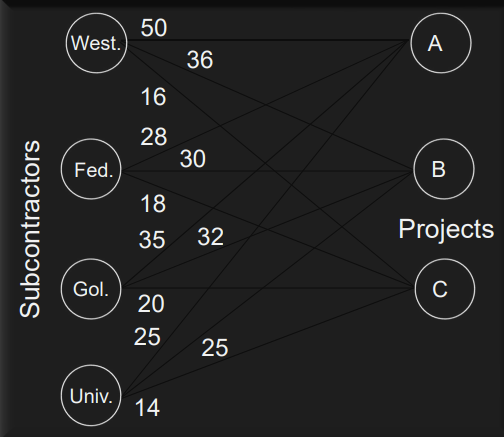 50
West.
A
36
16
28
30
Fed.
B
18
Subcontractors
Projects
35
32
Gol.
C
20
25
25
Univ.
14